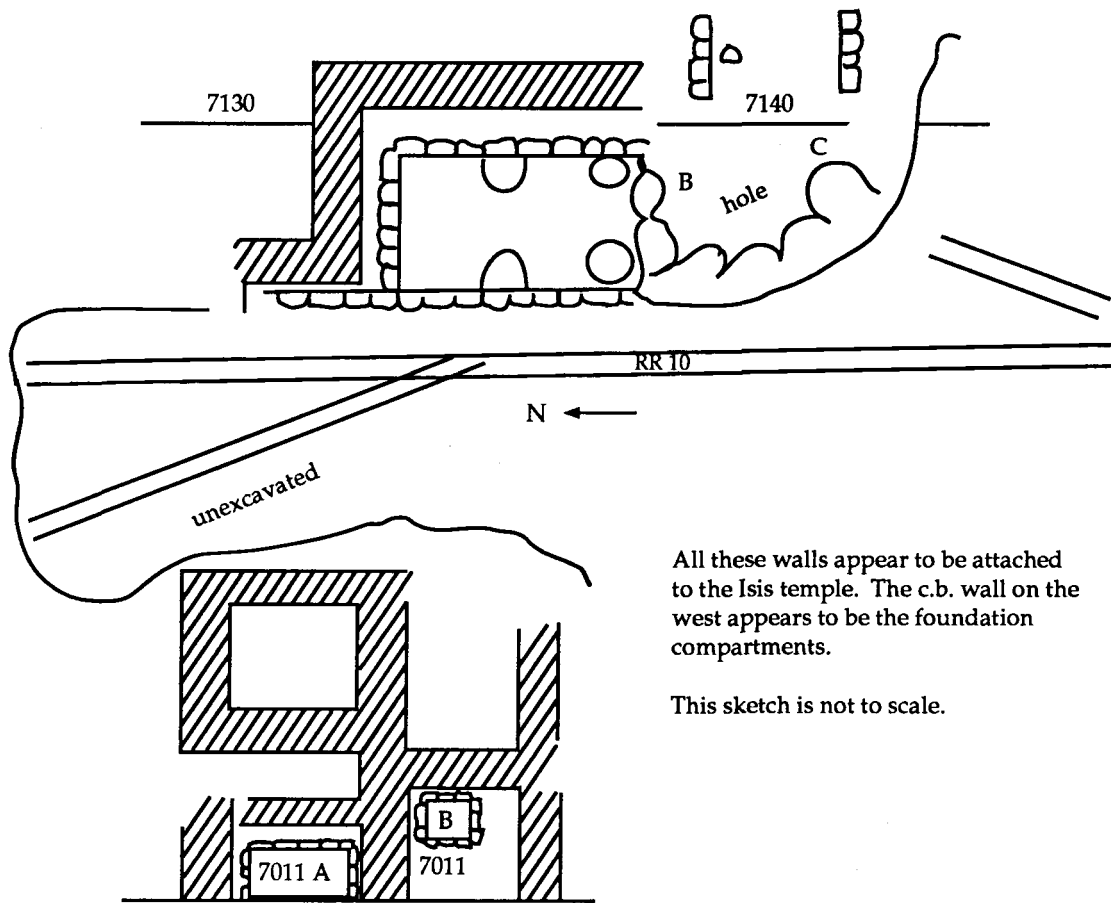 7130
7140
C
B
hole
RR 10
N
unexcavated
All these walls appear to be attached
to the Isis temple. The c.b. wall on the
west appears to be the foundation
compartments.
This sketch is not to scale.
B
7011 A
7011